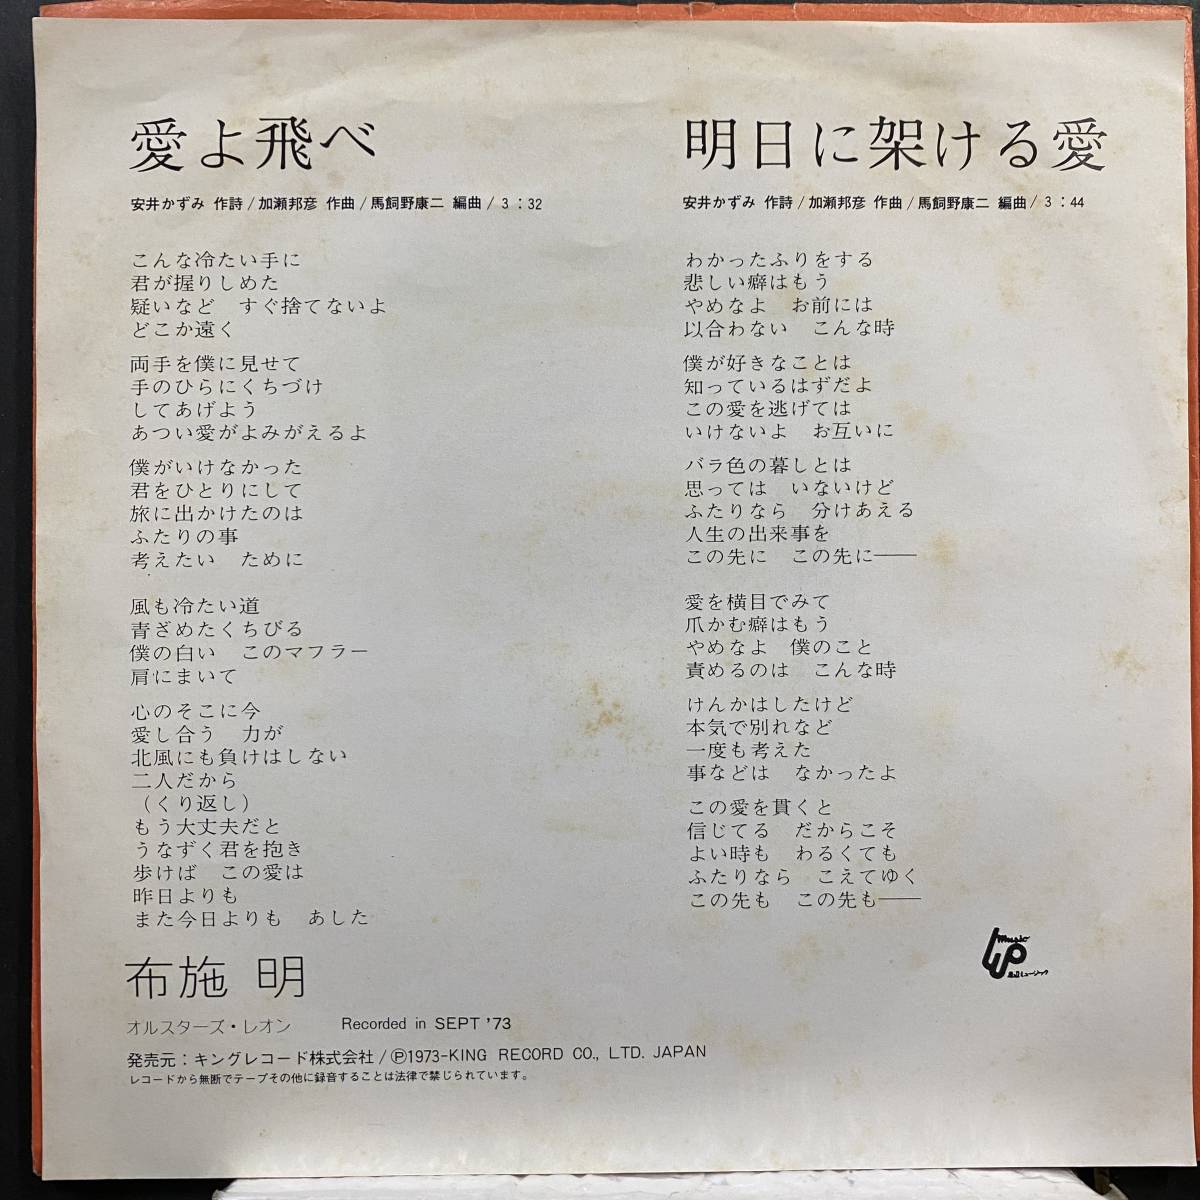 愛よ飛べ
安井かずみ 作詩/加瀬邦彦 作曲/馬飼野康二 編曲/3:32
こんな冷たい手に
君が握りしめた
疑いなど すぐ捨てないよ
どこか遠く
両手を僕に見せて
手のひらにくちづけ
してあげよう
あつい愛がよみがえるよ
僕がいけなかった
君をひとりにして
旅に出かけたのは
ふたりの事
考えたい ために
風も冷たい道
青ざめたくちびる
僕の白い このマフラー
肩にまいて
心のそこに今
愛し合う 力が
北風にも負けはしない
二人だから
(くり返し)
もう大丈夫だと
うなずく君を抱き
歩けば この愛は
昨日よりも
また今日よりも あした
明日に架ける愛
安井かずみ 作詩/加瀬邦彦 作曲/馬飼野康二 編曲/3:44
わかったふりをする
悲しい癖はもう
やめなよ お前には
以合わない こんな時
僕が好きなことは
知っているはずだよ
この愛を逃げては
いけないよ お互いに
バラ色の暮しとは
思っては いないけど
ふたりなら 分けあえる
人生の出来事を
この先に この先に――
愛を横目でみて
爪かむ癖はもう
やめなよ 僕のこと
責めるのは こんな時
けんかはしたけど
本気で別れなど
一度も考えた
事などは なかったよ
この愛を貫くと
信じてる だからこそ
よい時も わるくても
ふたりなら こえてゆく
この先も この先も――
music
渡辺ミュージック
布施 明
オルスターズ・レオン Recorded in SEPT '73
発売元:キングレコード株式会社/Ⓟ1973-KING RECORD CO., LTD. JAPAN
レコードから無断でテープその他に録音することは法律で禁じられています。